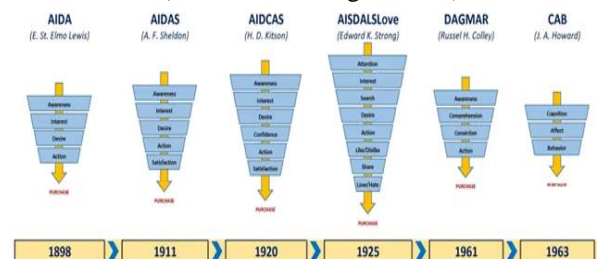 AIDA
(E. St. Elmo Lewis)
Awareness
Interest
Desire
Action
PURCHASE
1898
AIDAS
(A. F. Sheldon)
Awareness
Interest
Desire
Action
Satisfaction
PURCHASE
1911
AIDCAS
(H. D. Kitson)
Awareness
Interest
Desire
Confidence
Action
Satisfaction
PURCHASE
1920
AISDALSLove
(Edward K. Strong)
Attention
Interest
Search
Desire
Action
Like/Dislike
Share
Love/Hate
PURCHASE
1925
DAGMAR
(Russel H. Colley)
Awareness
Comprehension
Conviction
Action
PURCHASE
1961
CAB
(J. A. Howard)
Cognition
Affect
Behavior
PURCHASE
1963